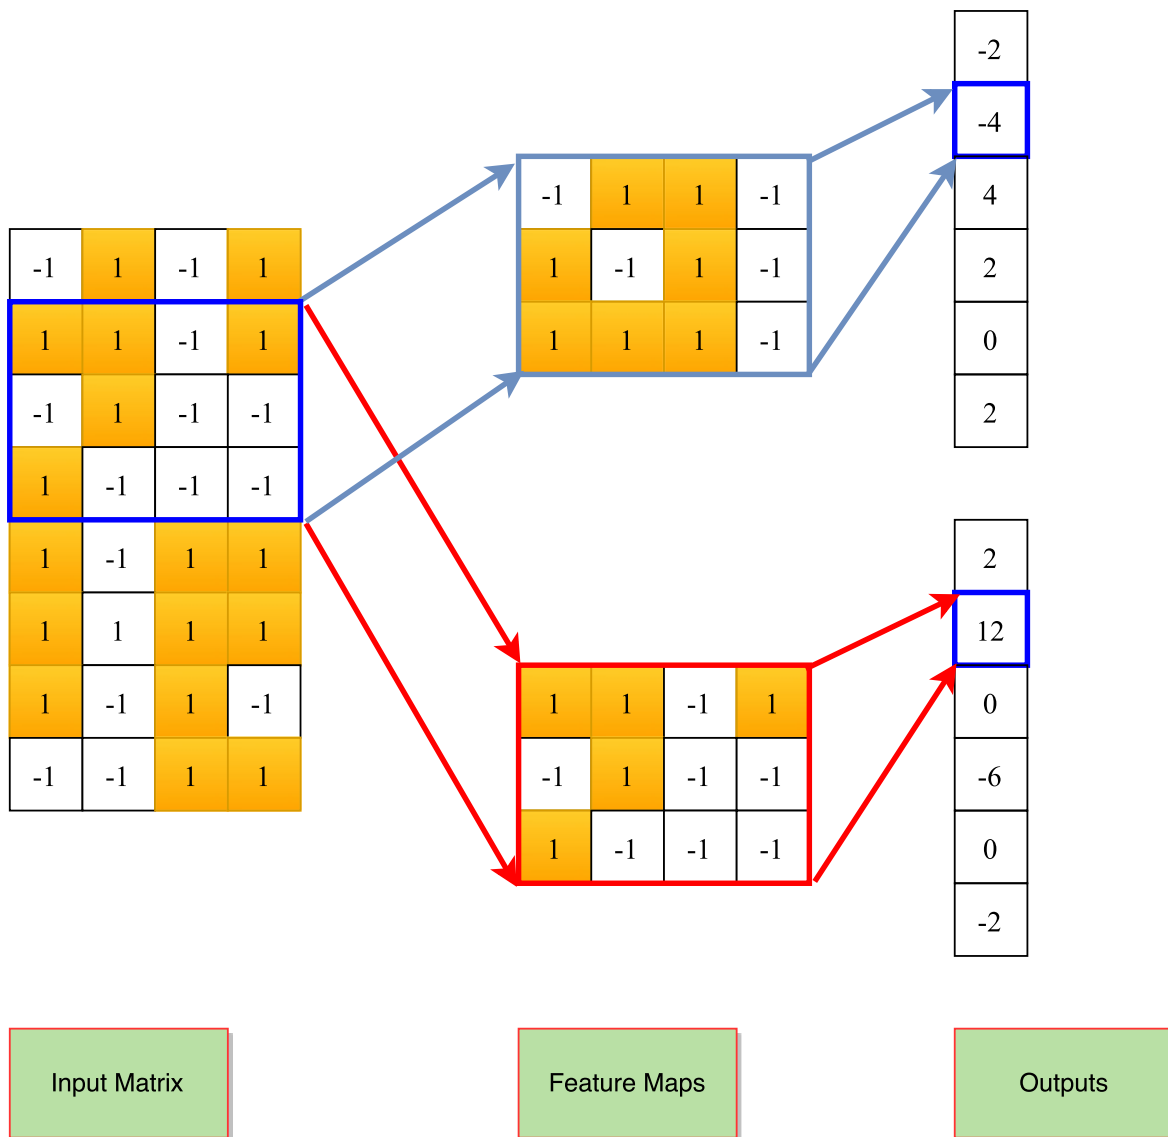 -1 1 -1 1
1 1 -1 1
-1 1 -1 -1
1 -1 -1 -1
1 -1 1 1
1 1 1 1
1 -1 1 -1
-1 -1 1 1
-1 1 1 -1
1 -1 1 -1
1 1 1 -1
1 1 -1 1
-1 1 -1 -1
1 -1 -1 -1
-2
-4
4
2
0
2
2
12
0
-6
0
-2
Input Matrix
Feature Maps
Outputs